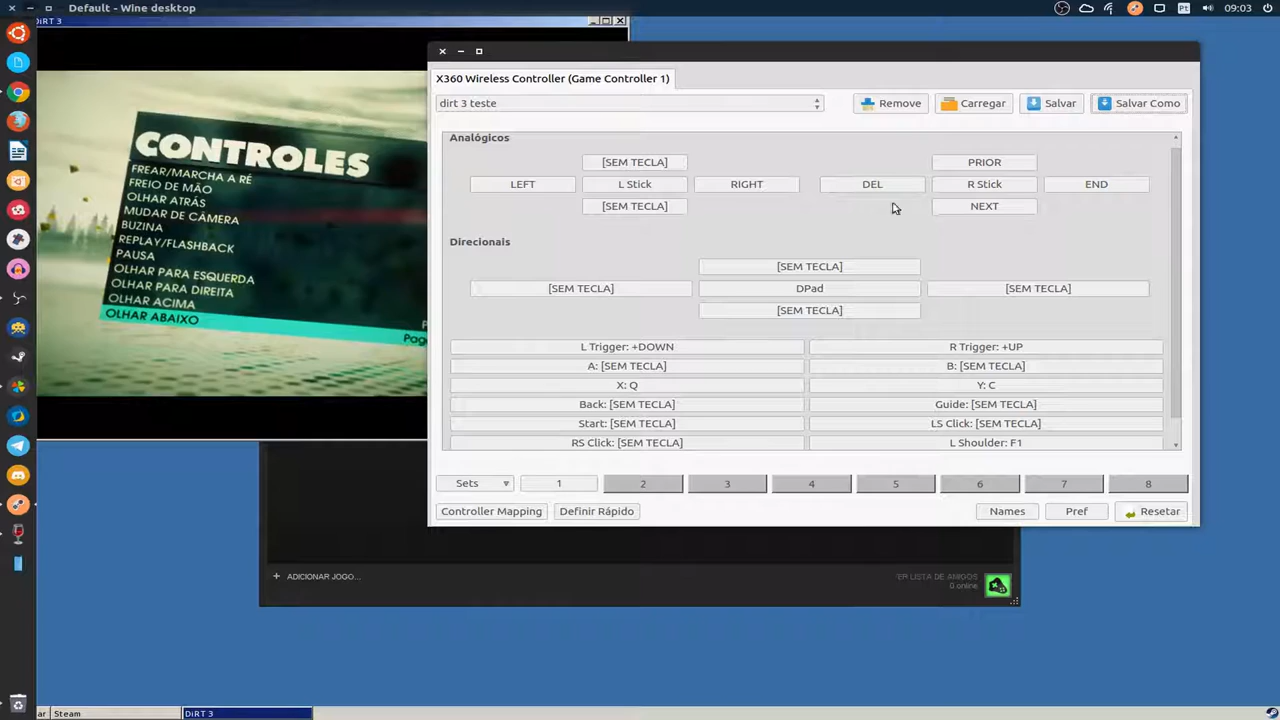 Default - Wine desktop
Pt
09:03
DiRT 3
CONTROLES
FREAR/MARCHA A RÉ
FREIO DE MÃO
OLHAR ATRÁS
MUDAR DE CÂMERA
BUZINA
REPLAY/FLASHBACK
PAUSA
OLHAR PARA ESQUERDA
OLHAR PARA DIREITA
OLHAR ACIMA
OLHAR ABAIXO
X360 Wireless Controller (Game Controller 1)
dirt 3 teste
Remove
Carregar
Salvar
Salvar Como
Analógicos
[SEM TECLA]
PRIOR
LEFT
L Stick
RIGHT
DEL
R Stick
END
[SEM TECLA]
NEXT
Direcionais
[SEM TECLA]
[SEM TECLA]
DPad
[SEM TECLA]
[SEM TECLA]
L Trigger: +DOWN
R Trigger: +UP
A: [SEM TECLA]
B: [SEM TECLA]
X: Q
Y: C
Back: [SEM TECLA]
Guide: [SEM TECLA]
Start: [SEM TECLA]
LS Click: [SEM TECLA]
RS Click: [SEM TECLA]
L Shoulder: F1
Sets
1
2
3
4
5
6
7
8
Controller Mapping
Definir Rápido
Names
Pref
Resetar
+ ADICIONAR JOGO...
ER LISTA DE AMIGOS
0 online
ar
Steam
DiRT 3